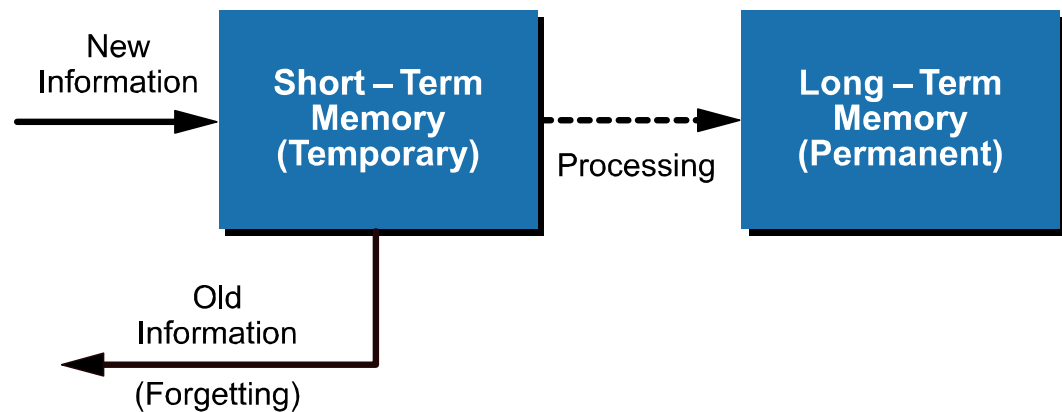 New
Information
Short – Term
Memory
(Temporary)
Processing
Long – Term
Memory
(Permanent)
Old
Information
(Forgetting)